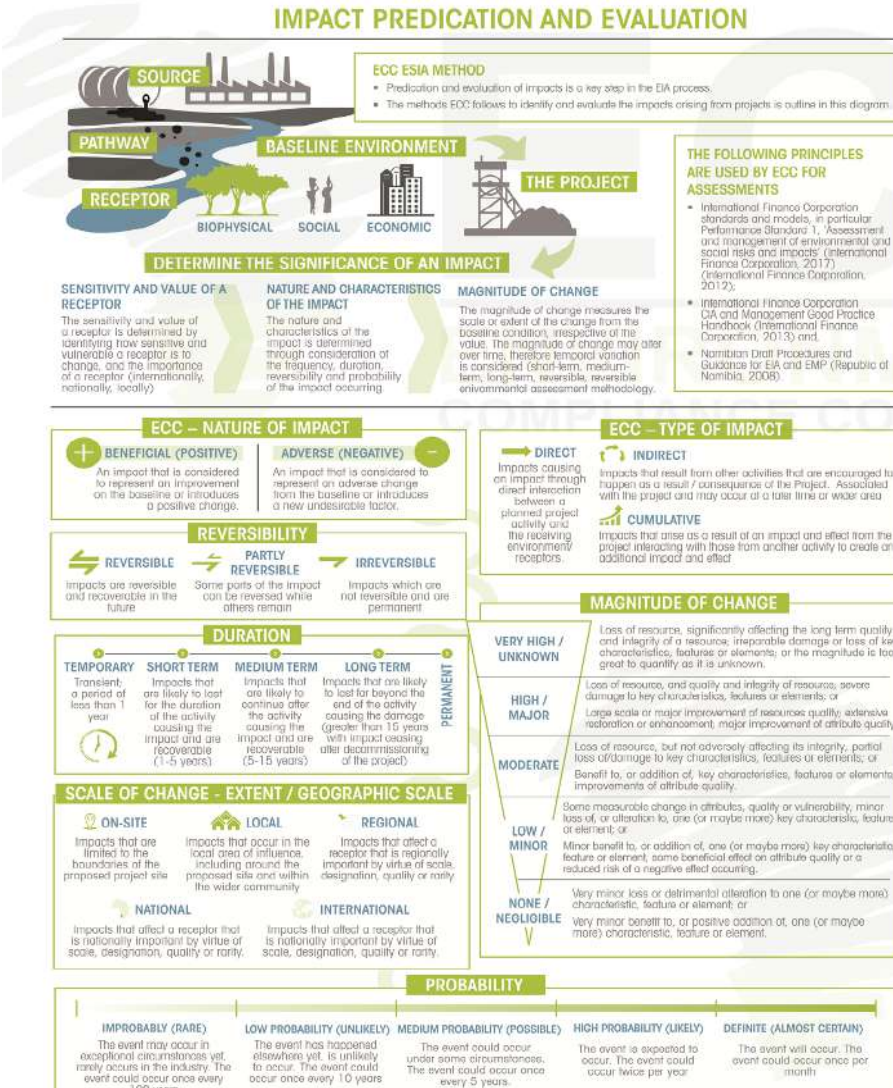 IMPACT PREDICATION AND EVALUATION
SOURCE
PATHWAY
RECEPTOR
BASELINE ENVIRONMENT
BIOPHYSICAL
SOCIAL
ECONOMIC
ECC ESIA METHOD
• Predication and evaluation of impacts is a key step in the EIA process.
• The methods ECC follows to identify and evaluate the impacts arising from projects is outline in this diagram.
THE PROJECT
THE FOLLOWING PRINCIPLES
ARE USED BY ECC FOR
ASSESSMENTS
• International Finance Corporation
standards and models, in particular
Performance Standard 1, 'Assessment
and management of environmental and
social risks and impacts' (International
Finance Corporation, 2017)
(International Finance Corporation,
2012);
• International Finance Corporation
CIA and Management Good Practice
Handbook (International Finance
Corporation, 2013) and,
• Namibian Draft Procedures and
Guidance for EIA and EMP (Republic of
Namibia, 2008).
DETERMINE THE SIGNIFICANCE OF AN IMPACT
SENSITIVITY AND VALUE OF A
RECEPTOR
The sensitivity and value of
a receptor is determined by
identifying how sensitive and
vulnerable a receptor is to
change, and the importance
of a receptor (internationally,
nationally, locally)
NATURE AND CHARACTERISTICS
OF THE IMPACT
The nature and
characteristics of the
impact is determined
through consideration of
the frequency, duration,
reversibility and probability
of the impact occurring
MAGNITUDE OF CHANGE
The magnitude of change measures the
scale or extent of the change from the
baseline condition, irrespective of the
value. The magnitude of change may alter
over time, therefore temporal variation
is considered (short-term, medium-
term, long-term, reversible, reversible
environmental assessment methodology.
ECC – NATURE OF IMPACT
BENEFICIAL (POSITIVE)
An impact that is considered
to represent an improvement
on the baseline or introduces
a positive change.
ADVERSE (NEGATIVE)
An impact that is considered to
represent an adverse change
from the baseline or introduces
a new undesirable factor.
ECC – TYPE OF IMPACT
DIRECT
Impacts causing
an impact through
direct interaction
between a
planned project
activity and
the receiving
environment/
receptors.
INDIRECT
Impacts that result from other activities that are encouraged to
happen as a result / consequence of the Project. Associated
with the project and may occur at a later time or wider area
CUMULATIVE
Impacts that arise as a result of an impact and effect from the
project interacting with those from another activity to create an
additional impact and effect
REVERSIBILITY
REVERSIBLE
Impacts are reversible
and recoverable in the
future
PARTLY
REVERSIBLE
Some parts of the impact
can be reversed while
others remain
IRREVERSIBLE
Impacts which are
not reversible and are
permanent
DURATION
TEMPORARY
Transient;
a period of
less than 1
year
SHORT TERM
Impacts that
are likely to last
for the duration
of the activity
causing the
impact and are
recoverable
(1-5 years)
MEDIUM TERM
Impacts that
are likely to
continue after
the activity
causing the
impact and are
recoverable
(5-15 years)
LONG TERM
Impacts that are likely
to last far beyond the
end of the activity
causing the damage
(greater than 15 years
with impact ceasing
after decommissioning
of the project)
PERMANENT
MAGNITUDE OF CHANGE
VERY HIGH /
UNKNOWN
Loss of resource, significantly affecting the long term quality
and integrity of a resource; irreparable damage or loss of
characteristics, features or elements; or the magnitude is too
great to quantify as it is unknown.
HIGH /
MAJOR
Loss of resource, and quality and integrity of resource; severe
damage to key characteristics, features or elements; or
Large scale or major improvement of resources quality; extensive
restoration or enhancement; major improvement of attribute quality
MODERATE
Loss of resource, but not adversely affecting its integrity, partial
loss of/damage to key characteristics, features or elements; or
Benefit to, or addition of, key characteristics, features or elements
improvements of attribute quality.
LOW /
MINOR
Some measurable change in attributes, quality or vulnerability, minor
loss of, or alteration to, one (or maybe more) key characteristic, feature
or element; or
Minor benefit to, or addition of, one (or maybe more) key characteristic
feature or element, some beneficial effect on attribute quality or a
reduced risk of a negative effect occurring.
NONE /
NEGLIGIBLE
Very minor loss or detrimental alteration to one (or maybe more)
characteristic, feature or element; or
Very minor benefit to, or positive addition of, one (or maybe
more) characteristic, feature or element.
SCALE OF CHANGE - EXTENT / GEOGRAPHIC SCALE
ON-SITE
Impacts that are
limited to the
boundaries of the
proposed project site
LOCAL
Impacts that occur in the
local area of influence,
including around the
proposed site and within
the wider community
REGIONAL
Impacts that affect a
receptor that is regionally
important by virtue of scale,
designation, quality or rarity
NATIONAL
Impacts that affect a receptor that
is nationally important by virtue of
scale, designation, quality or rarity.
INTERNATIONAL
Impacts that affect a receptor that
is nationally important by virtue of
scale, designation, quality or rarity.
PROBABILITY
IMPROBABLY (RARE)
The event may occur in
exceptional circumstances yet,
rarely occurs in the industry. The
event could occur once every
LOW PROBABILITY (UNLIKELY)
The event has happened
elsewhere yet, is unlikely
to occur. The event could
occur once every 10 years
MEDIUM PROBABILITY (POSSIBLE)
The event could occur
under some circumstances.
The event could occur once
every 5 years.
HIGH PROBABILITY (LIKELY)
The event is expected to
occur. The event could
occur twice per year
DEFINITE (ALMOST CERTAIN)
The event will occur. The
event could occur once per
month